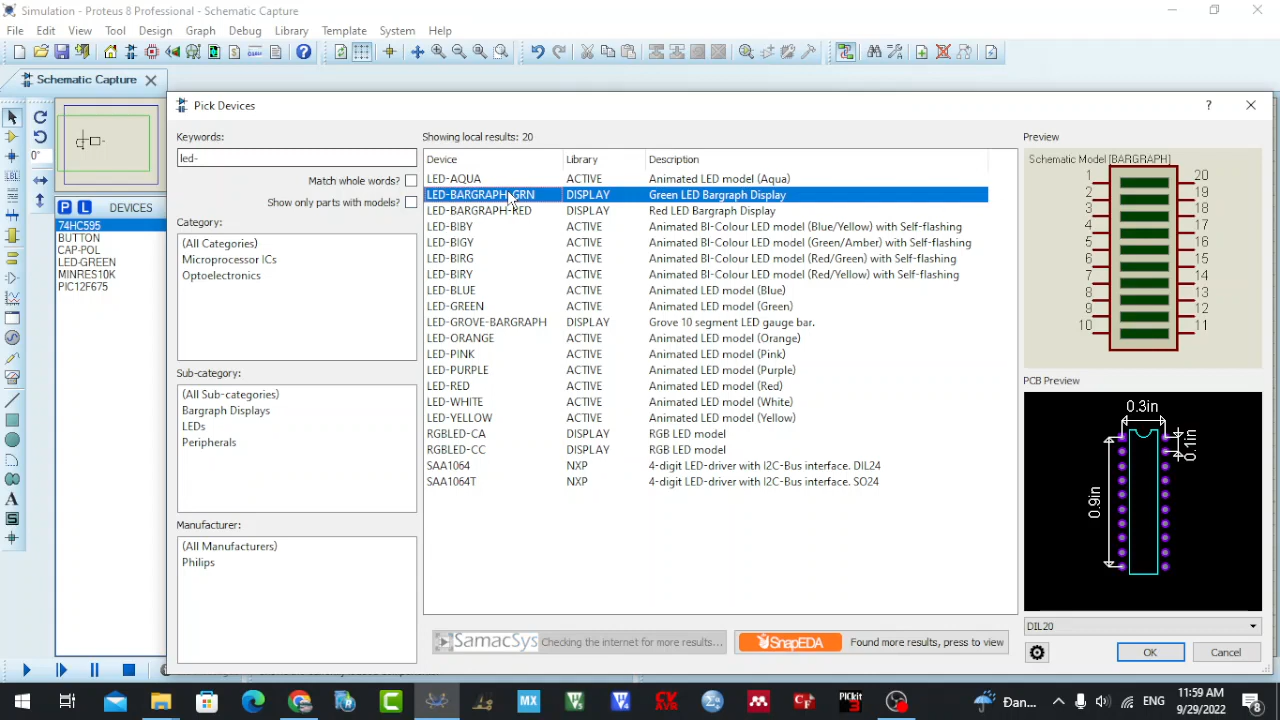 Simulation - Proteus 8 Professional - Schematic Capture
File Edit View Tool Design Graph Debug Library Template System Help
Schematic Capture
Pick Devices
Keywords:
led-
Match whole words?
Show only parts with models?
Category:
(All Categories)
Microprocessor ICs
Optoelectronics
Sub-category:
(All Sub-categories)
Bargraph Displays
LEDs
Peripherals
Manufacturer:
(All Manufacturers)
Philips
0°
P L DEVICES
74HC595
BUTTON
CAP-POL
LED-GREEN
MINRES10K
PIC12F675
Showing local results: 20
Device Library Description
LED-AQUA ACTIVE Animated LED model (Aqua)
LED-BARGRAPH-GRN DISPLAY Green LED Bargraph Display
LED-BARGRAPH-RED DISPLAY Red LED Bargraph Display
LED-BIBY ACTIVE Animated BI-Colour LED model (Blue/Yellow) with Self-flashing
LED-BIGY ACTIVE Animated BI-Colour LED model (Green/Amber) with Self-flashing
LED-BIRG ACTIVE Animated BI-Colour LED model (Red/Green) with Self-flashing
LED-BIRY ACTIVE Animated BI-Colour LED model (Red/Yellow) with Self-flashing
LED-BLUE ACTIVE Animated LED model (Blue)
LED-GREEN ACTIVE Animated LED model (Green)
LED-GROVE-BARGRAPH DISPLAY Grove 10 segment LED gauge bar.
LED-ORANGE ACTIVE Animated LED model (Orange)
LED-PINK ACTIVE Animated LED model (Pink)
LED-PURPLE ACTIVE Animated LED model (Purple)
LED-RED ACTIVE Animated LED model (Red)
LED-WHITE ACTIVE Animated LED model (White)
LED-YELLOW ACTIVE Animated LED model (Yellow)
RGBLED-CA DISPLAY RGB LED model
RGBLED-CC DISPLAY RGB LED model
SAA1064 NXP 4-digit LED-driver with I2C-Bus interface. DIL24
SAA1064T NXP 4-digit LED-driver with I2C-Bus interface. SO24
SamacSys Checking the internet for more results...
SnapEDA Found more results, press to view
Preview
Schematic Model [BARGRAPH]
1 20
2 19
3 18
4 17
5 16
6 15
7 14
8 13
9 12
10 11
PCB Preview
0.3in
0.1in
0.9in
DIL20
OK Cancel
MX
CV
AVR
PICkit
3
Đan...
ENG
11:59 AM
9/29/2022
8